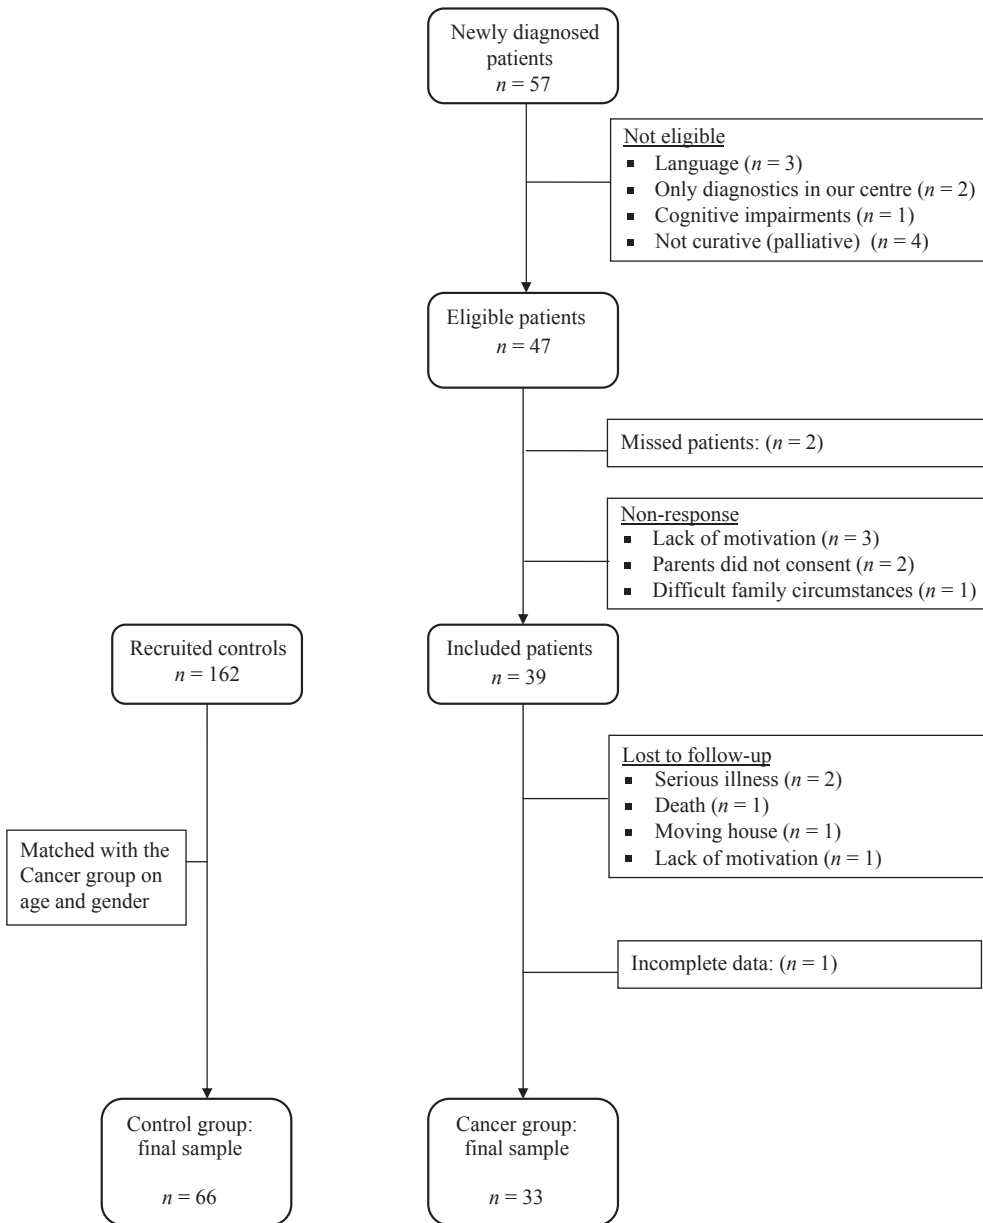 Newly diagnosed
patients
n = 57
Not eligible
▪ Language (n = 3)
▪ Only diagnostics in our centre (n = 2)
▪ Cognitive impairments (n = 1)
▪ Not curative (palliative) (n = 4)
Eligible patients
n = 47
Missed patients: (n = 2)
Non-response
▪ Lack of motivation (n = 3)
▪ Parents did not consent (n = 2)
▪ Difficult family circumstances (n = 1)
Recruited controls
n = 162
Included patients
n = 39
Lost to follow-up
▪ Serious illness (n = 2)
▪ Death (n = 1)
▪ Moving house (n = 1)
▪ Lack of motivation (n = 1)
Matched with the
Cancer group on
age and gender
Incomplete data: (n = 1)
Control group:
final sample
n = 66
Cancer group:
final sample
n = 33